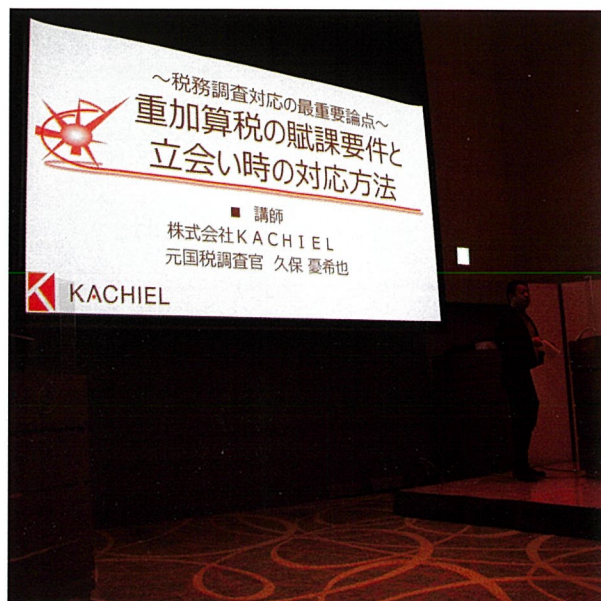 ～税務調査対応の最重要論点～
重加算税の賦課要件と
立会い時の対応方法
■ 講師
株式会社KACHIEL
元国税調査官 久保 憂希也
KACHIEL